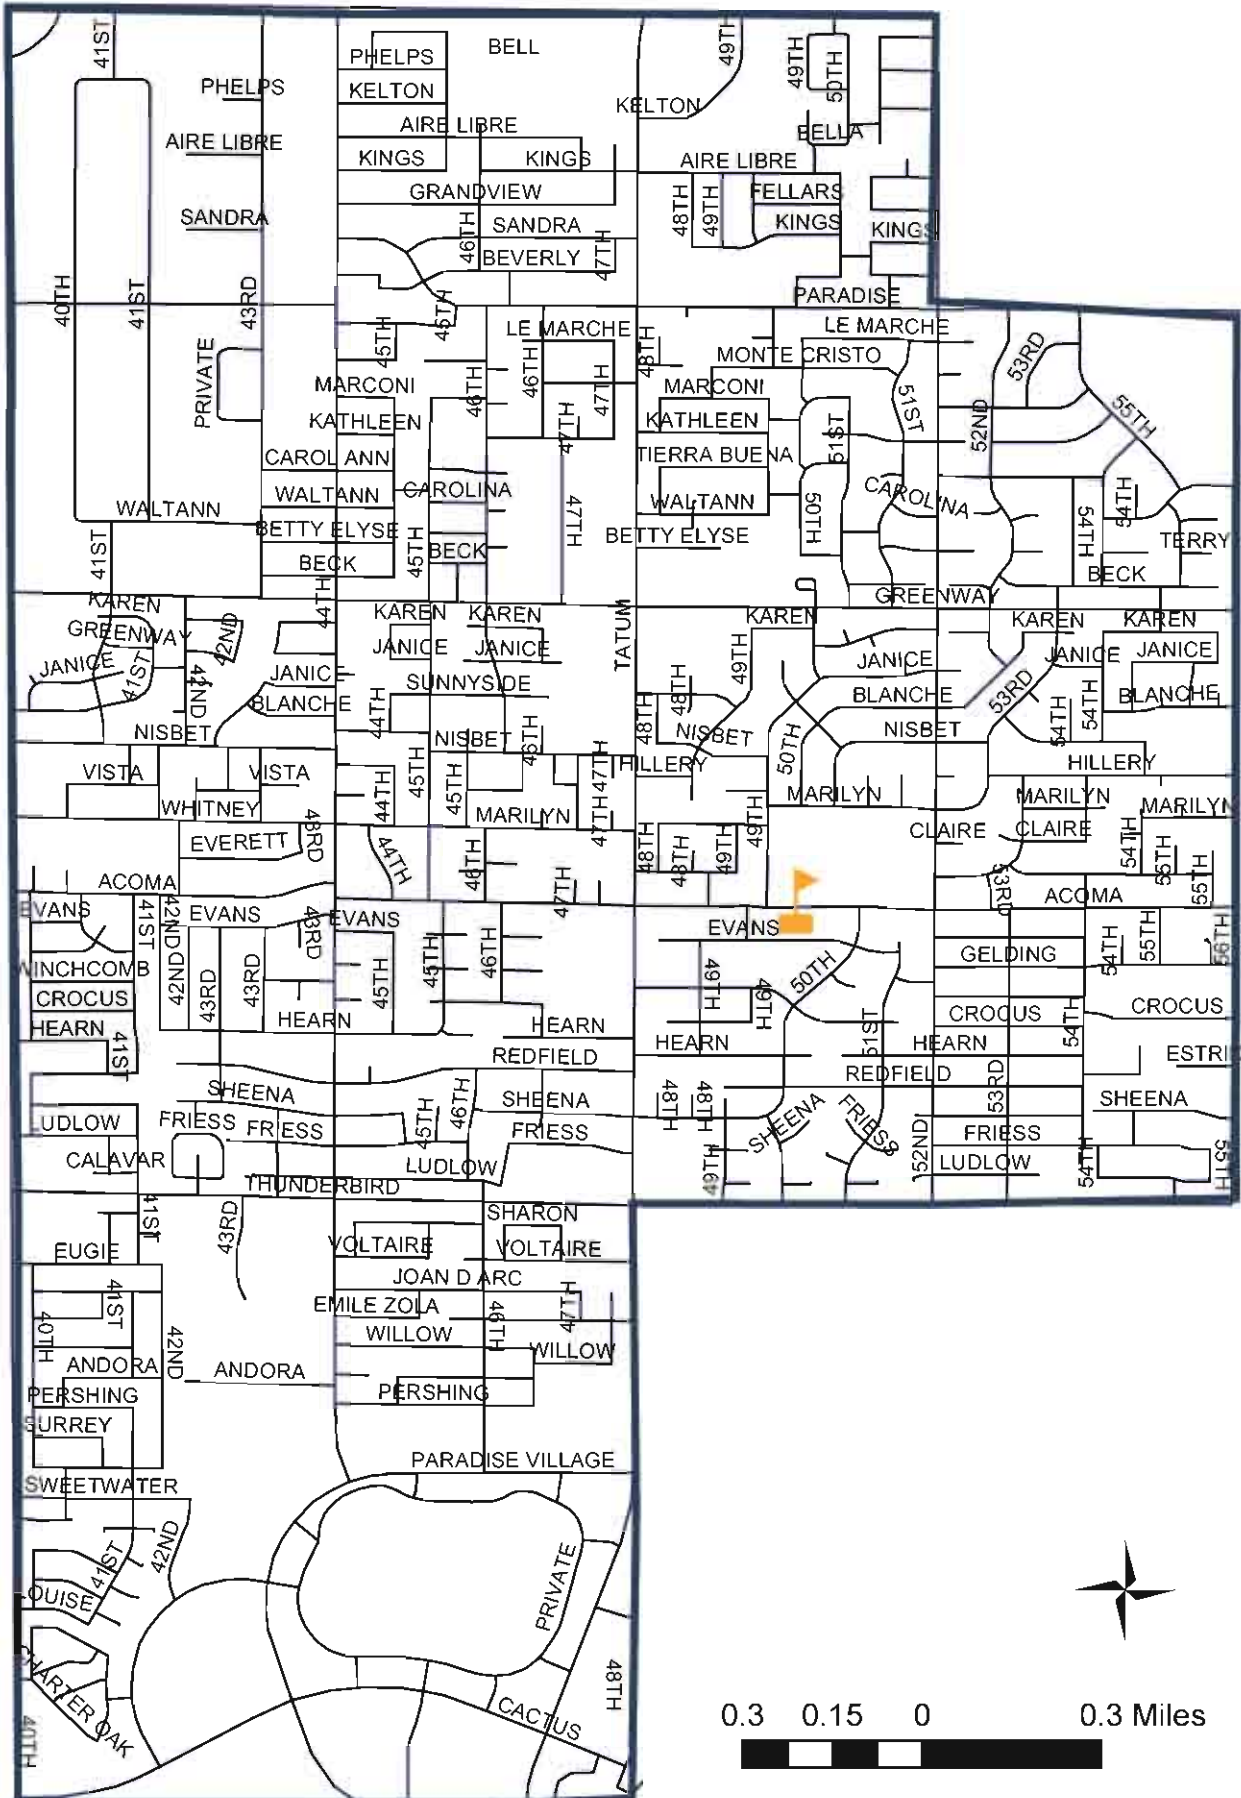 41ST
PHELPS
BELL
49TH
49TH
50TH
PHELPS
KELTON
KELTON
AIRE LIBRE
BELLA
AIRE LIBRE
KINGS
KINGS
AIRE LIBRE
GRANDVIEW
48TH
49TH
FELLARS
SANDRA
46TH
SANDRA
KINGS
KINGS
BEVERLY
47TH
40TH
41ST
43RD
PARADISE
45TH
45TH
LE MARCHE
LE MARCHE
PRIVATE
48TH
MONTE CRISTO
53RD
MARCONI
46TH
46TH
47TH
MARCONI
51ST
55TH
KATHLEEN
47TH
KATHLEEN
51ST
52ND
CAROL ANN
TIERRA BUENA
WALTANN
CAROLINA
WALTANN
CAROLINA
54TH
WALTANN
47TH
50TH
54TH
BETTY ELYSE
BETTY ELYSE
TERRY
41ST
45TH
BECK
BECK
BECK
44TH
GREENWAY
KAREN
KAREN
KAREN
TATUM
KAREN
KAREN
KAREN
GREENWAY
42ND
JANICE
JANICE
JANICE
JANICE
JANICE
JANICE
41ST
42ND
JANIC
SUNNYSIDE
48TH
49TH
BLANCHE
53RD
BLANCHE
BLANCHE
44TH
48TH
54TH
54TH
NISBET
NISBET
46TH
NISBET
50TH
NISBET
VISTA
VISTA
47TH
HILLERY
HILLERY
44TH
45TH
45TH
WHITNEY
MARILYN
MARILYN
MARILYN
MARILYN
EVERETT
43RD
47TH
49TH
CLAIRE
CLAIRE
44TH
46TH
48TH
48TH
49TH
54TH
55TH
55TH
ACOMA
47TH
53RD
ACOMA
EVANS
41ST
42ND
EVANS
43RD
EVANS
EVANS
WINCHCOMB
42ND
43RD
43RD
45TH
45TH
46TH
49TH
49TH
50TH
GELDING
54TH
55TH
56TH
CROCUS
CROCUS
CROCUS
HEARN
41ST
HEARN
HEARN
HEARN
51ST
HEARN
54TH
REDFIELD
REDFIELD
ESTRE
SHEENA
45TH
46TH
SHEENA
48TH
48TH
SHEENA
FRIESS
53RD
SHEENA
UDLOW
FRIESS
FRIESS
FRIESS
FRIESS
CALAVAR
LUDLOW
49TH
52ND
LUDLOW
54TH
55TH
THUNDERBIRD
41ST
43RD
SHARON
EUGIE
VOLTAIRE
VOLTAIRE
JOAN D ARC
41ST
EMILE ZOLA
47TH
40TH
42ND
WILLOW
46TH
WILLOW
ANDORA
ANDORA
PERSHING
PERSHING
SURREY
PARADISE VILLAGE
SWEETWATER
42ND
41ST
OUISE
PRIVATE
CHARTER OAK
48TH
CACTUS
40TH
0.3 0.15 0 0.3 Miles